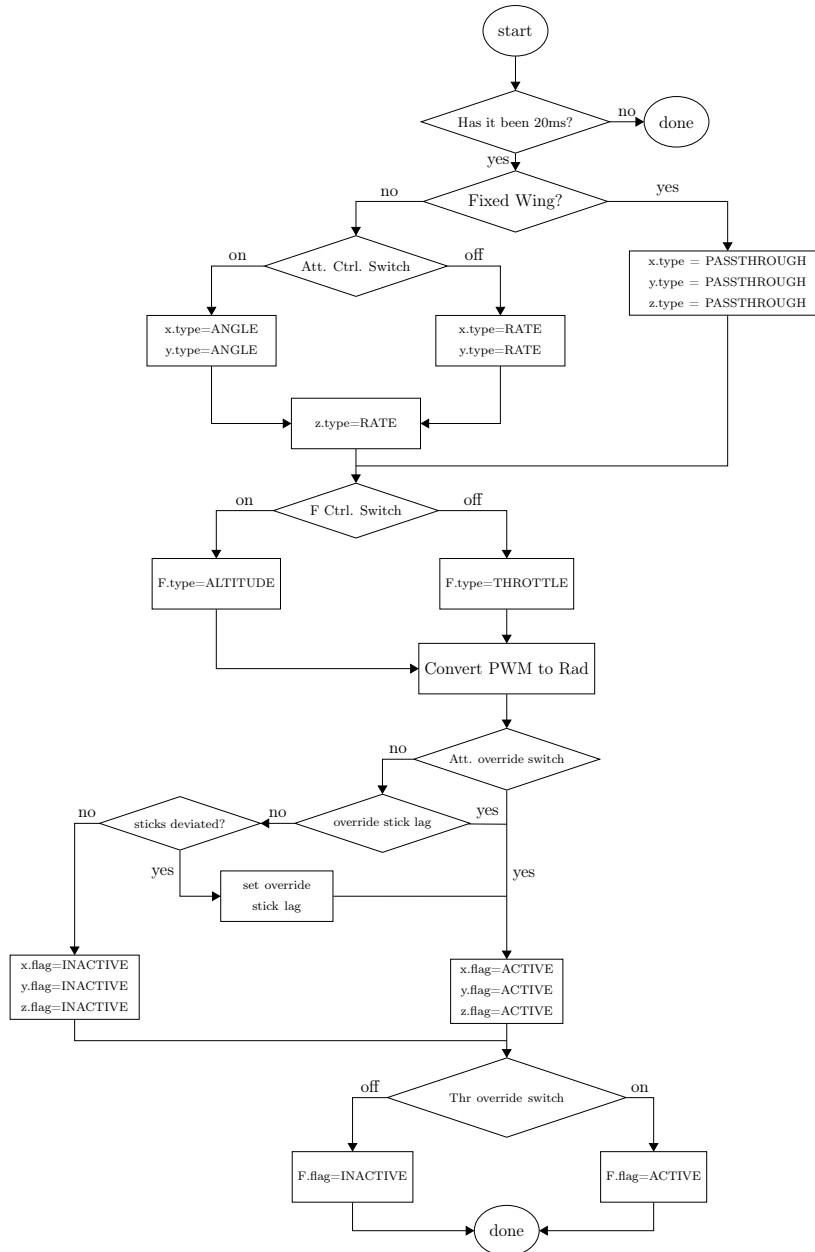 start
Has it been 20ms?
no
done
yes
Fixed Wing?
no
yes
Att. Ctrl. Switch
on
off
x.type = PASSTHROUGH
y.type = PASSTHROUGH
z.type = PASSTHROUGH
x.type=ANGLE
y.type=ANGLE
x.type=RATE
y.type=RATE
z.type=RATE
F Ctrl. Switch
on
off
F.type=ALTITUDE
F.type=THROTTLE
Convert PWM to Rad
Att. override switch
no
sticks deviated?
no
no
override stick lag
yes
yes
set override
stick lag
yes
x.flag=INACTIVE
y.flag=INACTIVE
z.flag=INACTIVE
x.flag=ACTIVE
y.flag=ACTIVE
z.flag=ACTIVE
Thr override switch
off
on
F.flag=INACTIVE
F.flag=ACTIVE
done